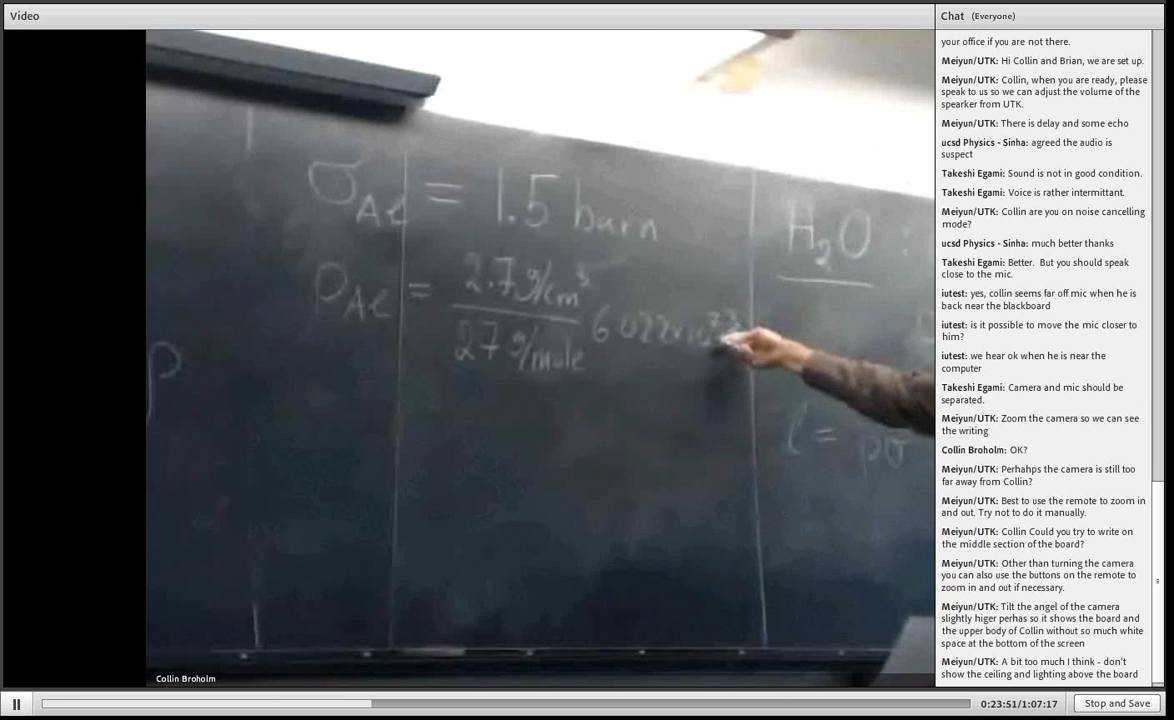 Video
σAl = 1.5 barn
ρAl = 2.7 g/cm³
27 g/mole
6.022x10²³
H₂O :
ρ
l = ρσ
Collin Broholm
Chat (Everyone)
your office if you are not there.
Meiyun/UTK: Hi Collin and Brian, we are set up.
Meiyun/UTK: Collin, when you are ready, please
speak to us so we can adjust the volume of the
spearker from UTK.
Meiyun/UTK: There is delay and some echo
ucsd Physics - Sinha: agreed the audio is
suspect
Takeshi Egami: Sound is not in good condition.
Takeshi Egami: Voice is rather intermittant.
Meiyun/UTK: Collin are you on noise cancelling
mode?
ucsd Physics - Sinha: much better thanks
Takeshi Egami: Better. But you should speak
close to the mic.
iutest: yes, collin seems far off mic when he is
back near the blackboard
iutest: is it possible to move the mic closer to
him?
iutest: we hear ok when he is near the
computer
Takeshi Egami: Camera and mic should be
separated.
Meiyun/UTK: Zoom the camera so we can see
the writing
Collin Broholm: OK?
Meiyun/UTK: Perhahps the camera is still too
far away from Collin?
Meiyun/UTK: Best to use the remote to zoom in
and out. Try not to do it manually.
Meiyun/UTK: Collin Could you try to write on
the middle section of the board?
Meiyun/UTK: Other than turning the camera
you can also use the buttons on the remote to
zoom in and out if necessary.
Meiyun/UTK: Tilt the angel of the camera
slightly higer perhas so it shows the board and
the upper body of Collin without so much white
space at the bottom of the screen
Meiyun/UTK: A bit too much I think - don't
show the ceiling and lighting above the board
0:23:51/1:07:17
Stop and Save